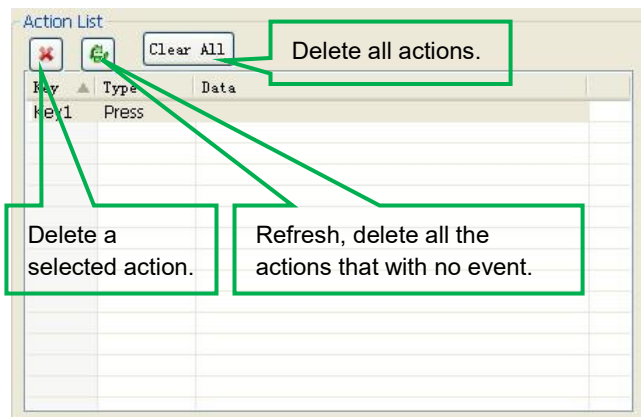 Action List
Clear All
Delete all actions.
Key Type Data
Key1 Press
Delete a
selected action.
Refresh, delete all the
actions that with no event.